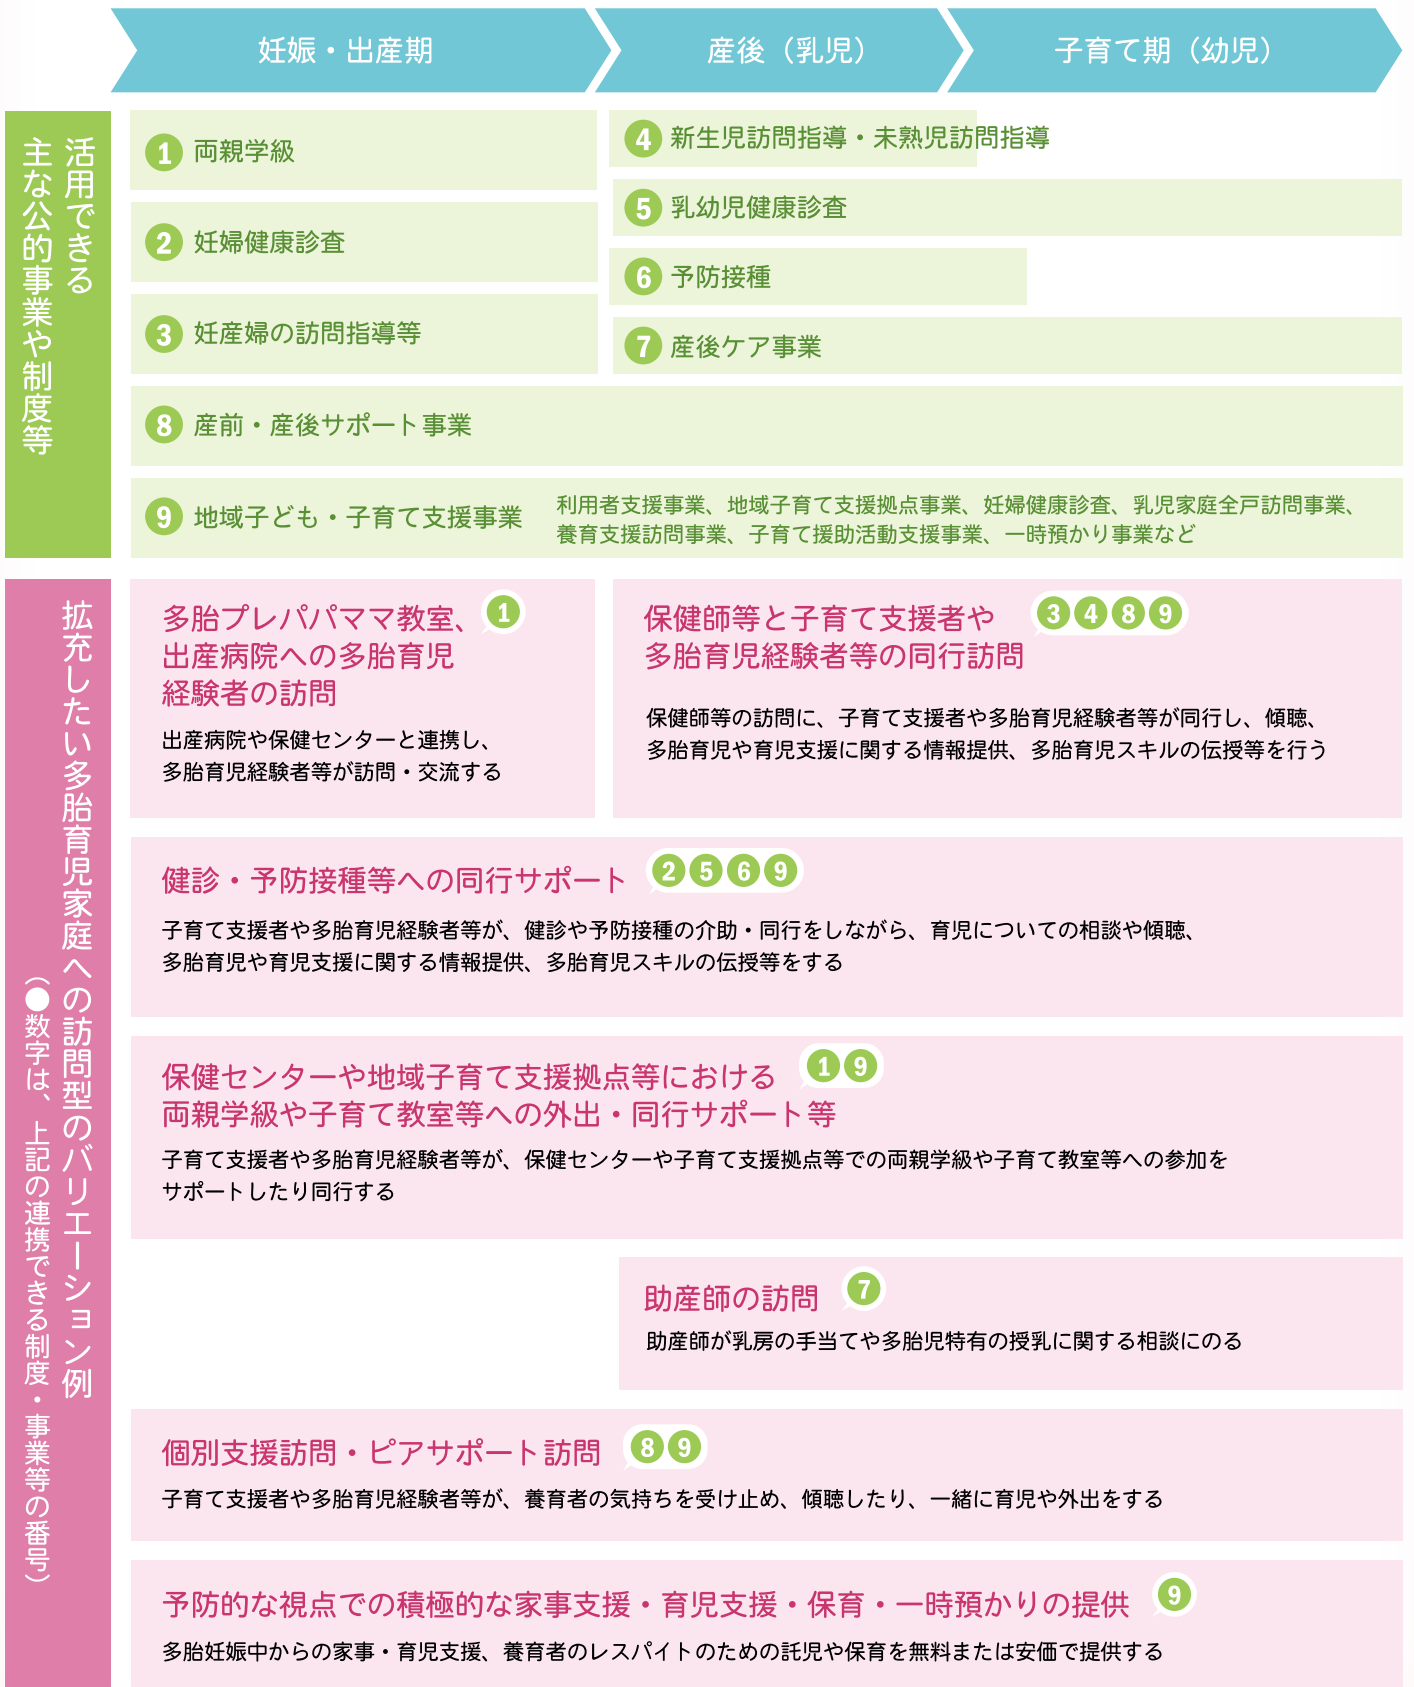 妊娠・出産期
産後（乳児）
子育て期（幼児）
活用できる
主な公的事業や制度等
1 両親学級
2 妊婦健康診査
3 妊産婦の訪問指導等
4 新生児訪問指導・未熟児訪問指導
5 乳幼児健康診査
6 予防接種
7 産後ケア事業
8 産前・産後サポート事業
9 地域子ども・子育て支援事業
利用者支援事業、地域子育て支援拠点事業、妊婦健康診査、乳児家庭全戸訪問事業、
養育支援訪問事業、子育て援助活動支援事業、一時預かり事業など
拡充したい多胎育児家庭への訪問型のバリエーション例
（●数字は、上記の連携できる制度・事業等の番号）
多胎プレパパママ教室、 1
出産病院への多胎育児
経験者の訪問
出産病院や保健センターと連携し、
多胎育児経験者等が訪問・交流する
保健師等と子育て支援者や 3 4 8 9
多胎育児経験者等の同行訪問
保健師等の訪問に、子育て支援者や多胎育児経験者等が同行し、傾聴、
多胎育児や育児支援に関する情報提供、多胎育児スキルの伝授等を行う
健診・予防接種等への同行サポート 2 5 6 9
子育て支援者や多胎育児経験者等が、健診や予防接種の介助・同行をしながら、育児についての相談や傾聴、
多胎育児や育児支援に関する情報提供、多胎育児スキルの伝授等をする
保健センターや地域子育て支援拠点等における 1 9
両親学級や子育て教室等への外出・同行サポート等
子育て支援者や多胎育児経験者等が、保健センターや子育て支援拠点等での両親学級や子育て教室等への参加を
サポートしたり同行する
助産師の訪問 7
助産師が乳房の手当てや多胎児特有の授乳に関する相談にのる
個別支援訪問・ピアサポート訪問 8 9
子育て支援者や多胎育児経験者等が、養育者の気持ちを受け止め、傾聴したり、一緒に育児や外出をする
予防的な視点での積極的な家事支援・育児支援・保育・一時預かりの提供 9
多胎妊娠中からの家事・育児支援、養育者のレスパイトのための託児や保育を無料または安価で提供する